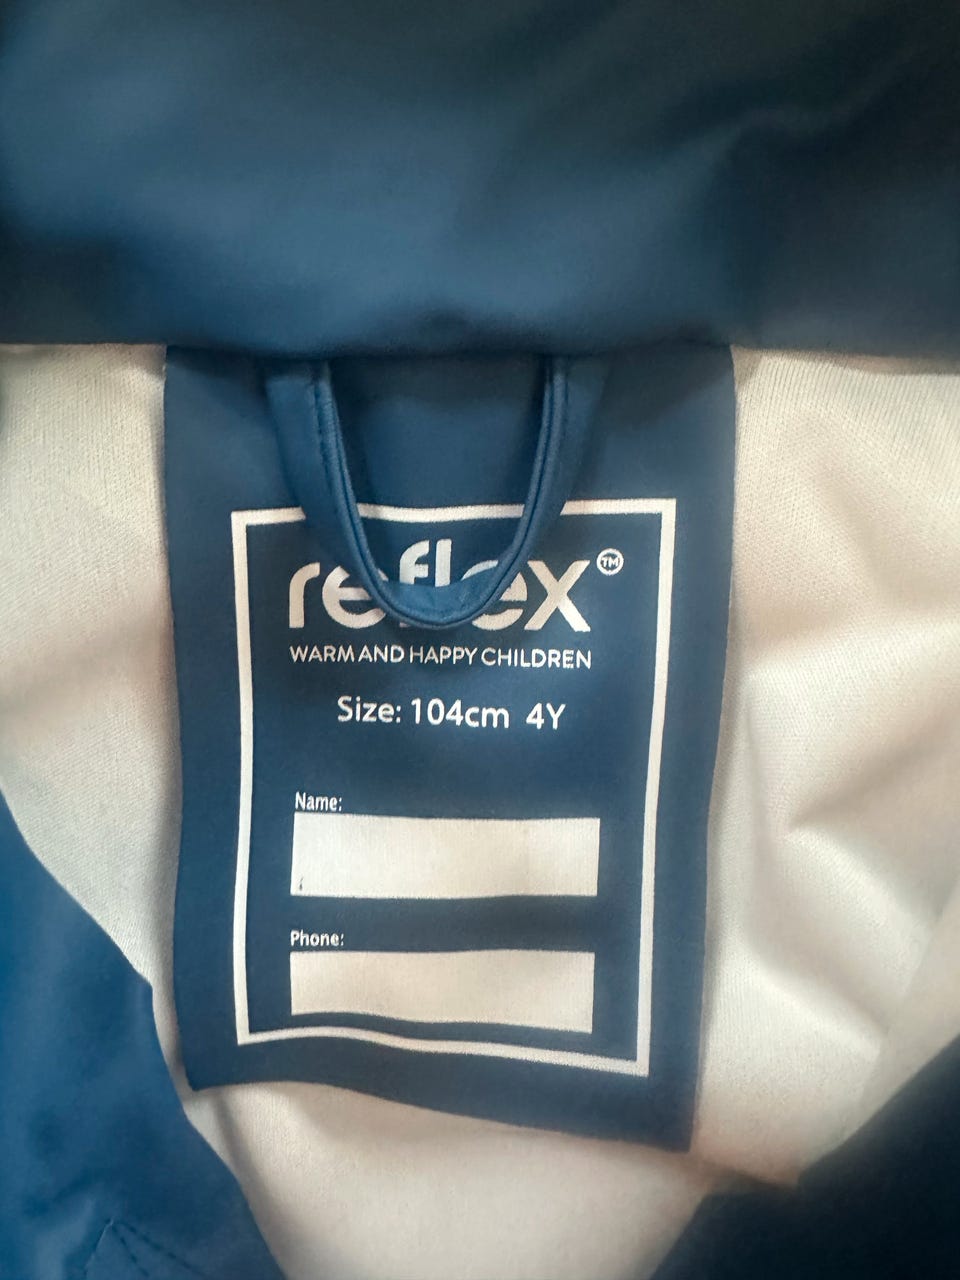 reflex™
WARM AND HAPPY CHILDREN
Size: 104cm 4Y
Name:
Phone: